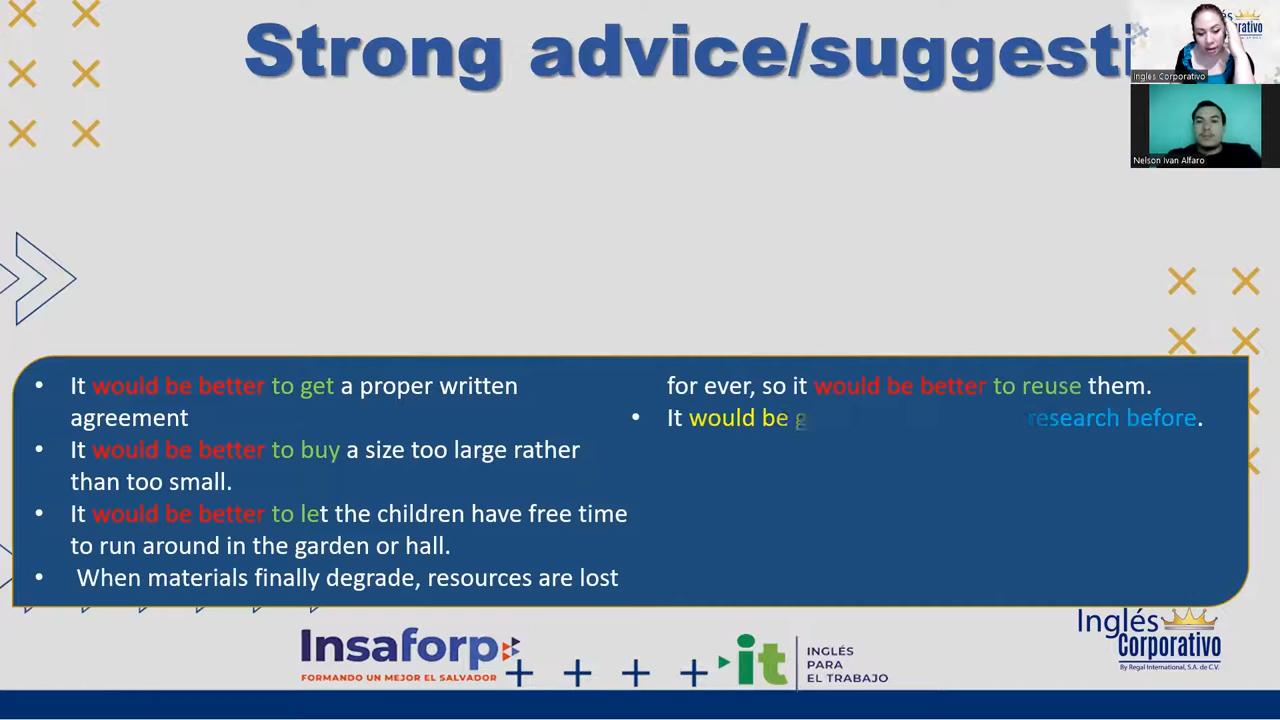 Strong advice/suggesti
Inglés Corporativo
Nelson Ivan Alfaro
• It would be better to get a proper written
agreement
• It would be better to buy a size too large rather
than too small.
• It would be better to let the children have free time
to run around in the garden or hall.
• When materials finally degrade, resources are lost
for ever, so it would be better to reuse them.
• It would be g research before.
Insaforp
FORMANDO UN MEJOR EL SALVADOR
it
INGLÉS
PARA
EL TRABAJO
Inglés
Corporativo
By Regal International, S.A. de C.V.